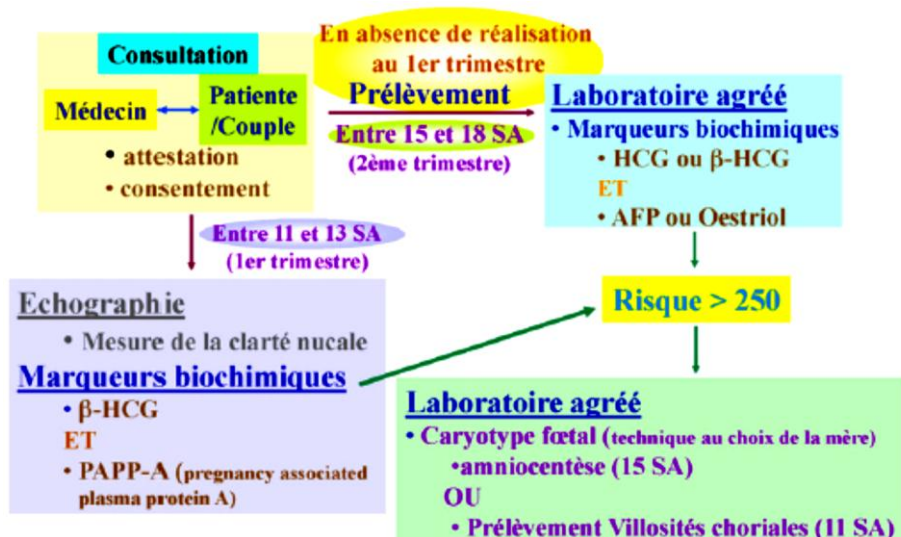 Consultation
Médecin
Patiente
/Couple
• attestation
• consentement
En absence de réalisation
au 1er trimestre
Prélèvement
Entre 15 et 18 SA
(2ème trimestre)
Laboratoire agréé
• Marqueurs biochimiques
• HCG ou β-HCG
ET
• AFP ou Oestriol
Entre 11 et 13 SA
(1er trimestre)
Echographie
• Mesure de la clarté nucale
Marqueurs biochimiques
• β-HCG
ET
• PAPP-A (pregnancy associated
plasma protein A)
Risque > 250
Laboratoire agréé
• Caryotype fœtal (technique au choix de la mère)
•amniocentèse (15 SA)
OU
• Prélèvement Villosités choriales (11 SA)